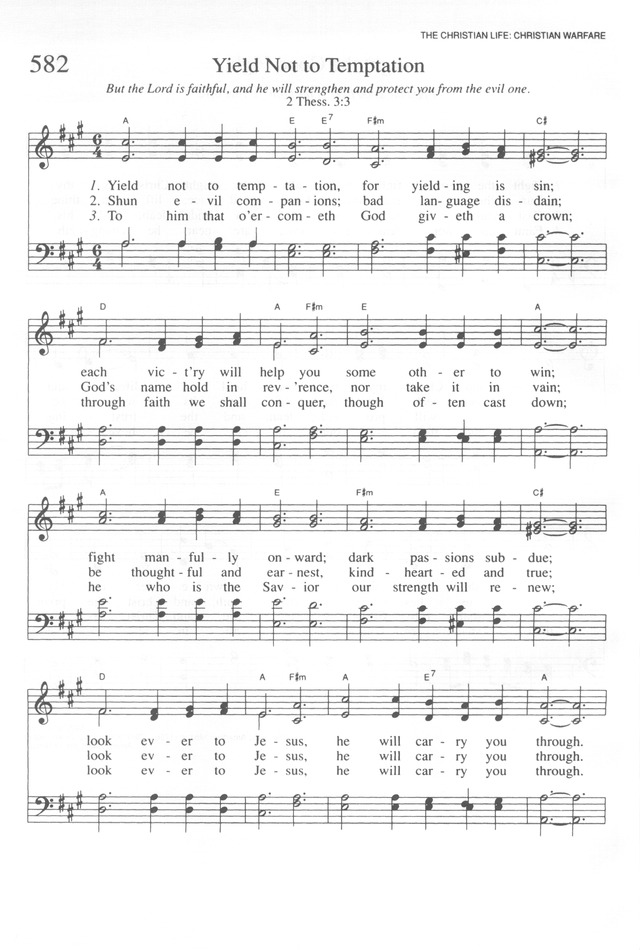 THE CHRISTIAN LIFE: CHRISTIAN WARFARE
582 Yield Not to Temptation
But the Lord is faithful, and he will strengthen and protect you from the evil one.
2 Thess. 3:3
A E E7 F♯m C♯
6 4
1. Yield not to temp - ta - tion, for yield - ing is sin;
2. Shun e - vil com - pan - ions; bad lan - guage dis - dain;
3. To him that o'er - com - eth God giv - eth a crown;
6 4
D A F♯m E A
each vic - t'ry will help you some oth - er to win;
God's name hold in rev - 'rence, nor take it in vain;
through faith we shall con - quer, though of - ten cast down;
A E F♯m C♯
fight man - ful - ly on - ward; dark pas - sions sub - due;
be thought - ful and ear - nest, kind - heart - ed and true;
he who is the Sav - ior our strength will re - new;
D A F♯m E7 A
look ev - er to Je - sus, he will car - ry you through.
look ev - er to Je - sus, he will car - ry you through.
look ev - er to Je - sus, he will car - ry you through.